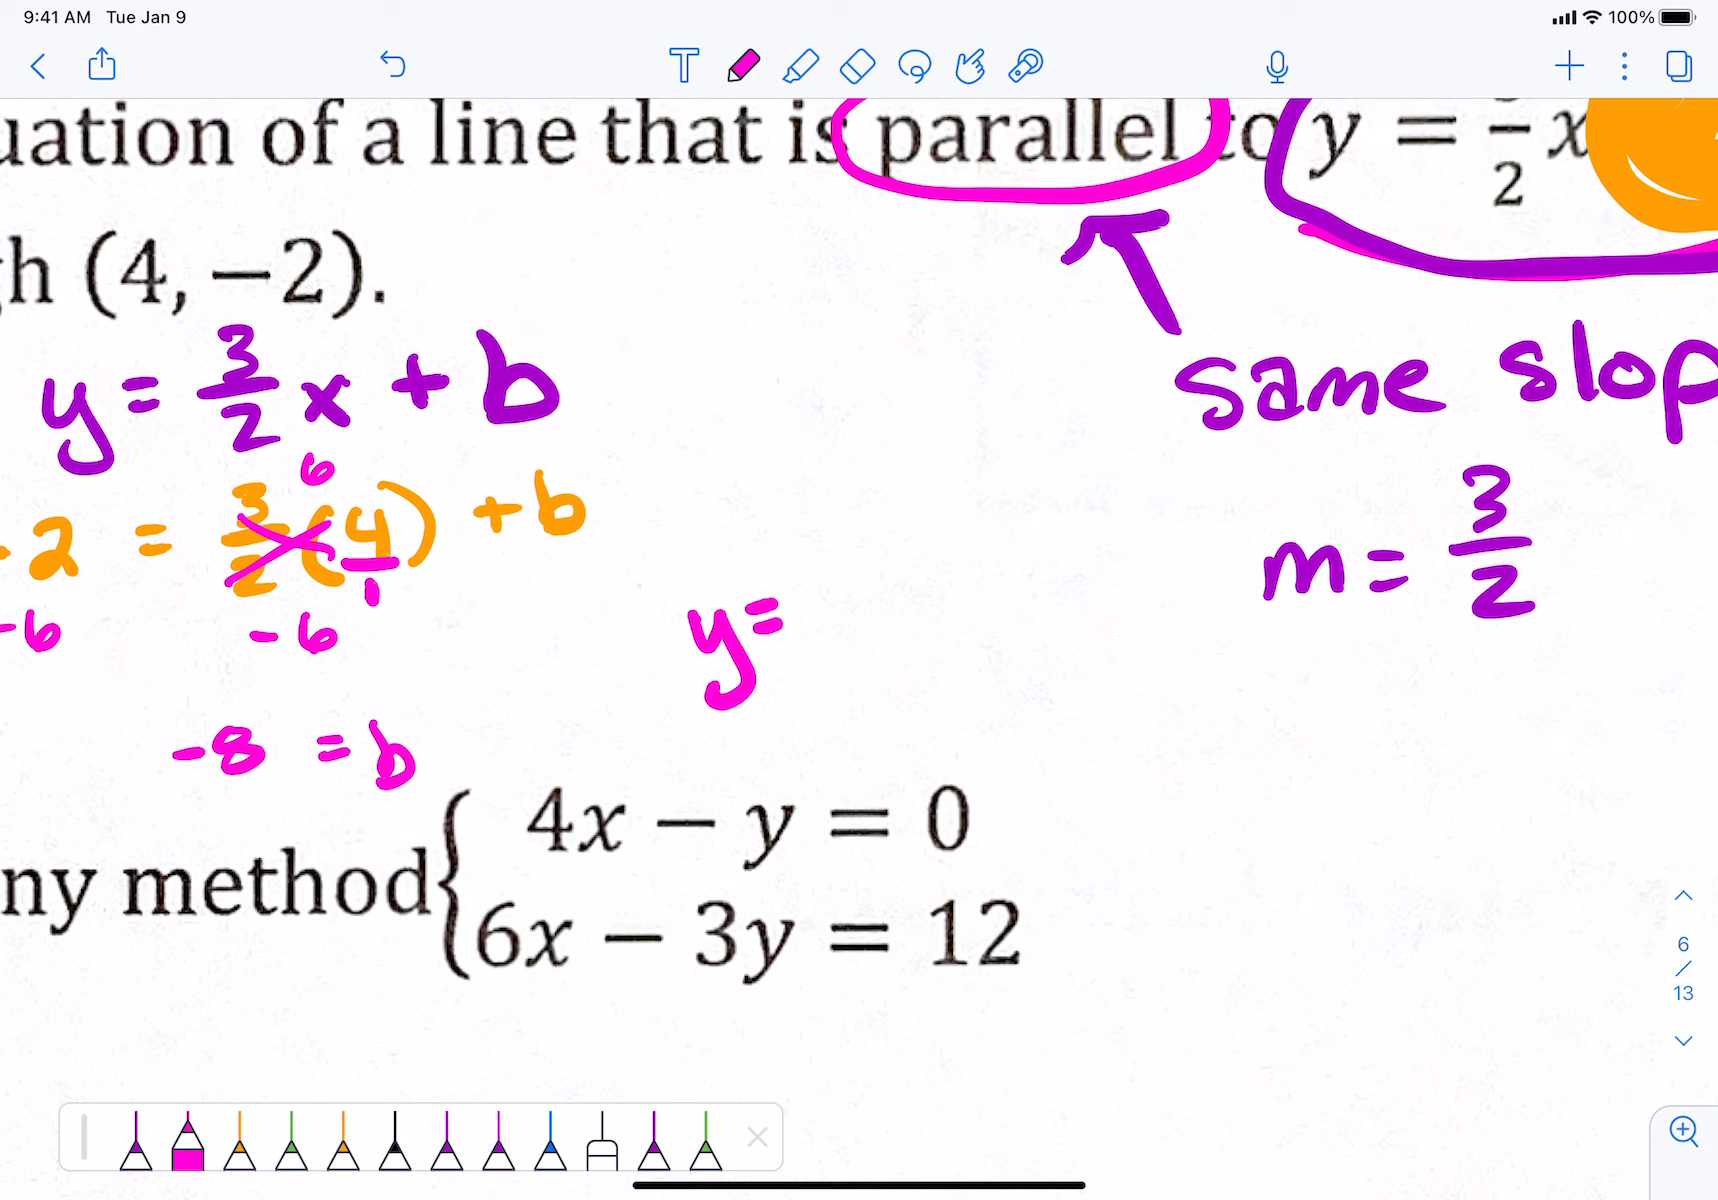 9:41 AM Tue Jan 9 100%
uation of a line that is parallel to y = –/2 x
h (4, −2).
y = 3/2 x + b
same slop
6
-2 = 3/2 (4/1) + b
m = 3/2
-6 -6
y =
-8 = b
ny method { 4x − y = 0
6x − 3y = 12
6
/
13